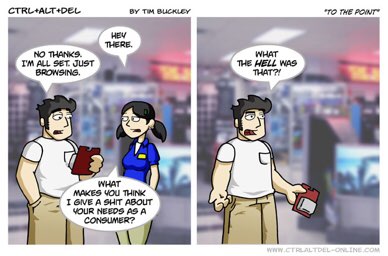 CTRL+ALT+DEL
BY TIM BUCKLEY
"TO THE POINT"
HEY
THERE.
NO THANKS.
I'M ALL SET. JUST
BROWSING.
WHAT
MAKES YOU THINK
I GIVE A SHIT ABOUT
YOUR NEEDS AS A
CONSUMER?
WHAT
THE HELL WAS
THAT?!
WWW.CTRLALTDEL-ONLINE.COM